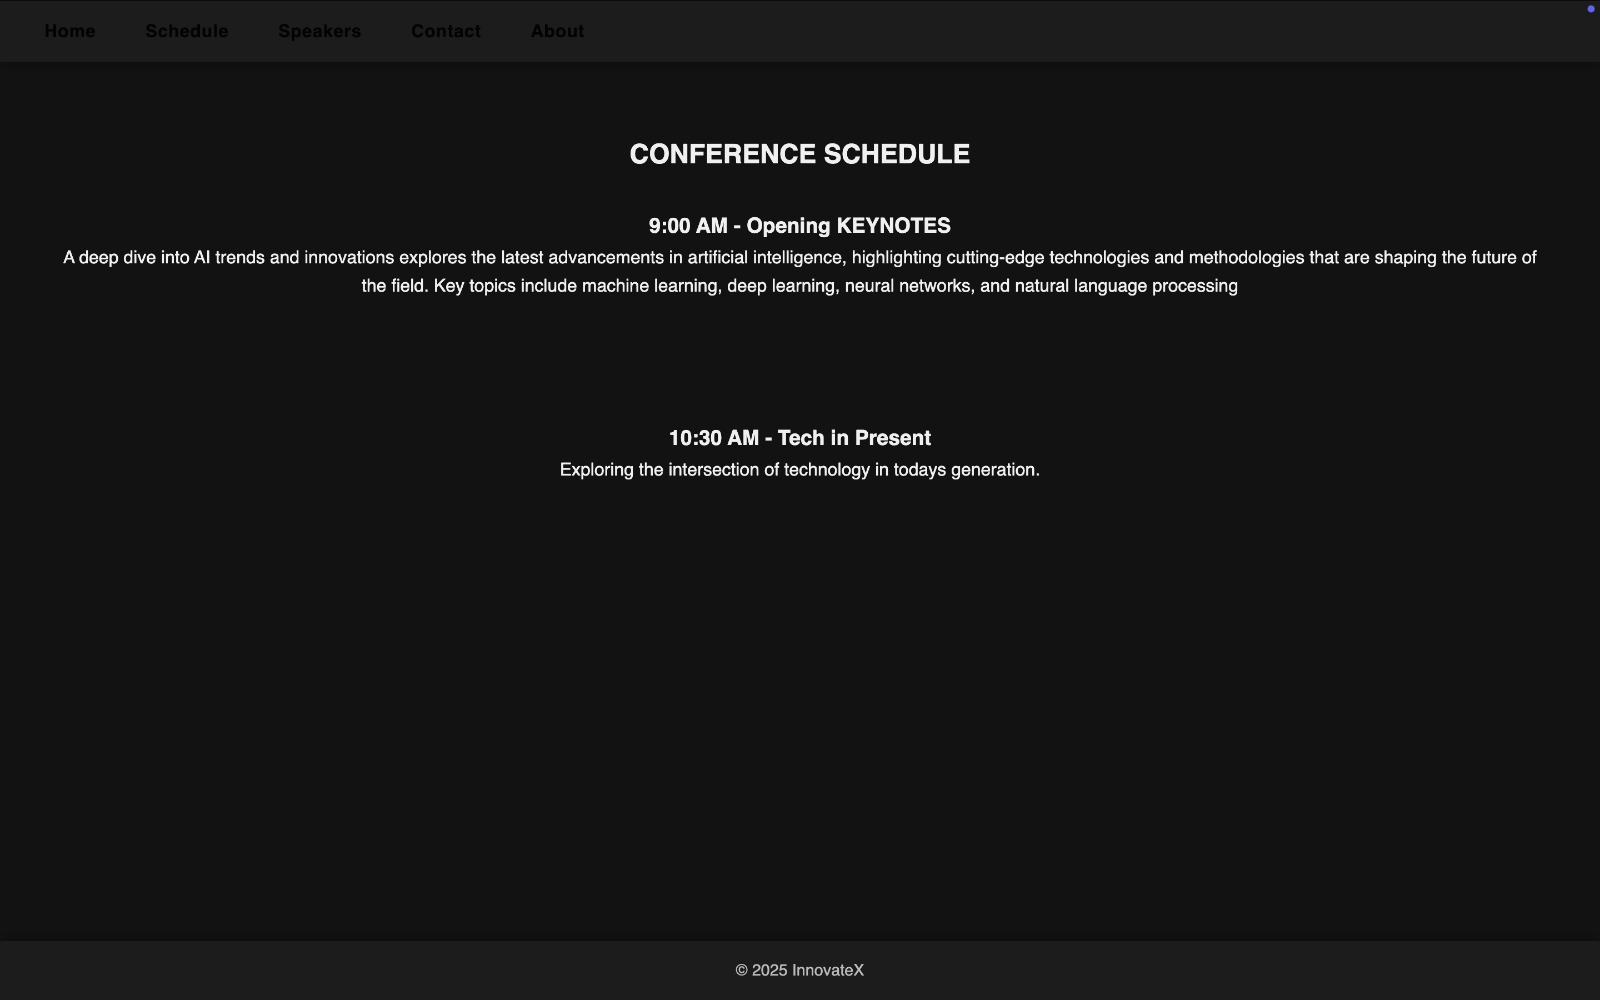 Home
Schedule
Speakers
Contact
About
CONFERENCE SCHEDULE
9:00 AM - Opening KEYNOTES
A deep dive into AI trends and innovations explores the latest advancements in artificial intelligence, highlighting cutting-edge technologies and methodologies that are shaping the future of
the field. Key topics include machine learning, deep learning, neural networks, and natural language processing
10:30 AM - Tech in Present
Exploring the intersection of technology in todays generation.
© 2025 InnovateX